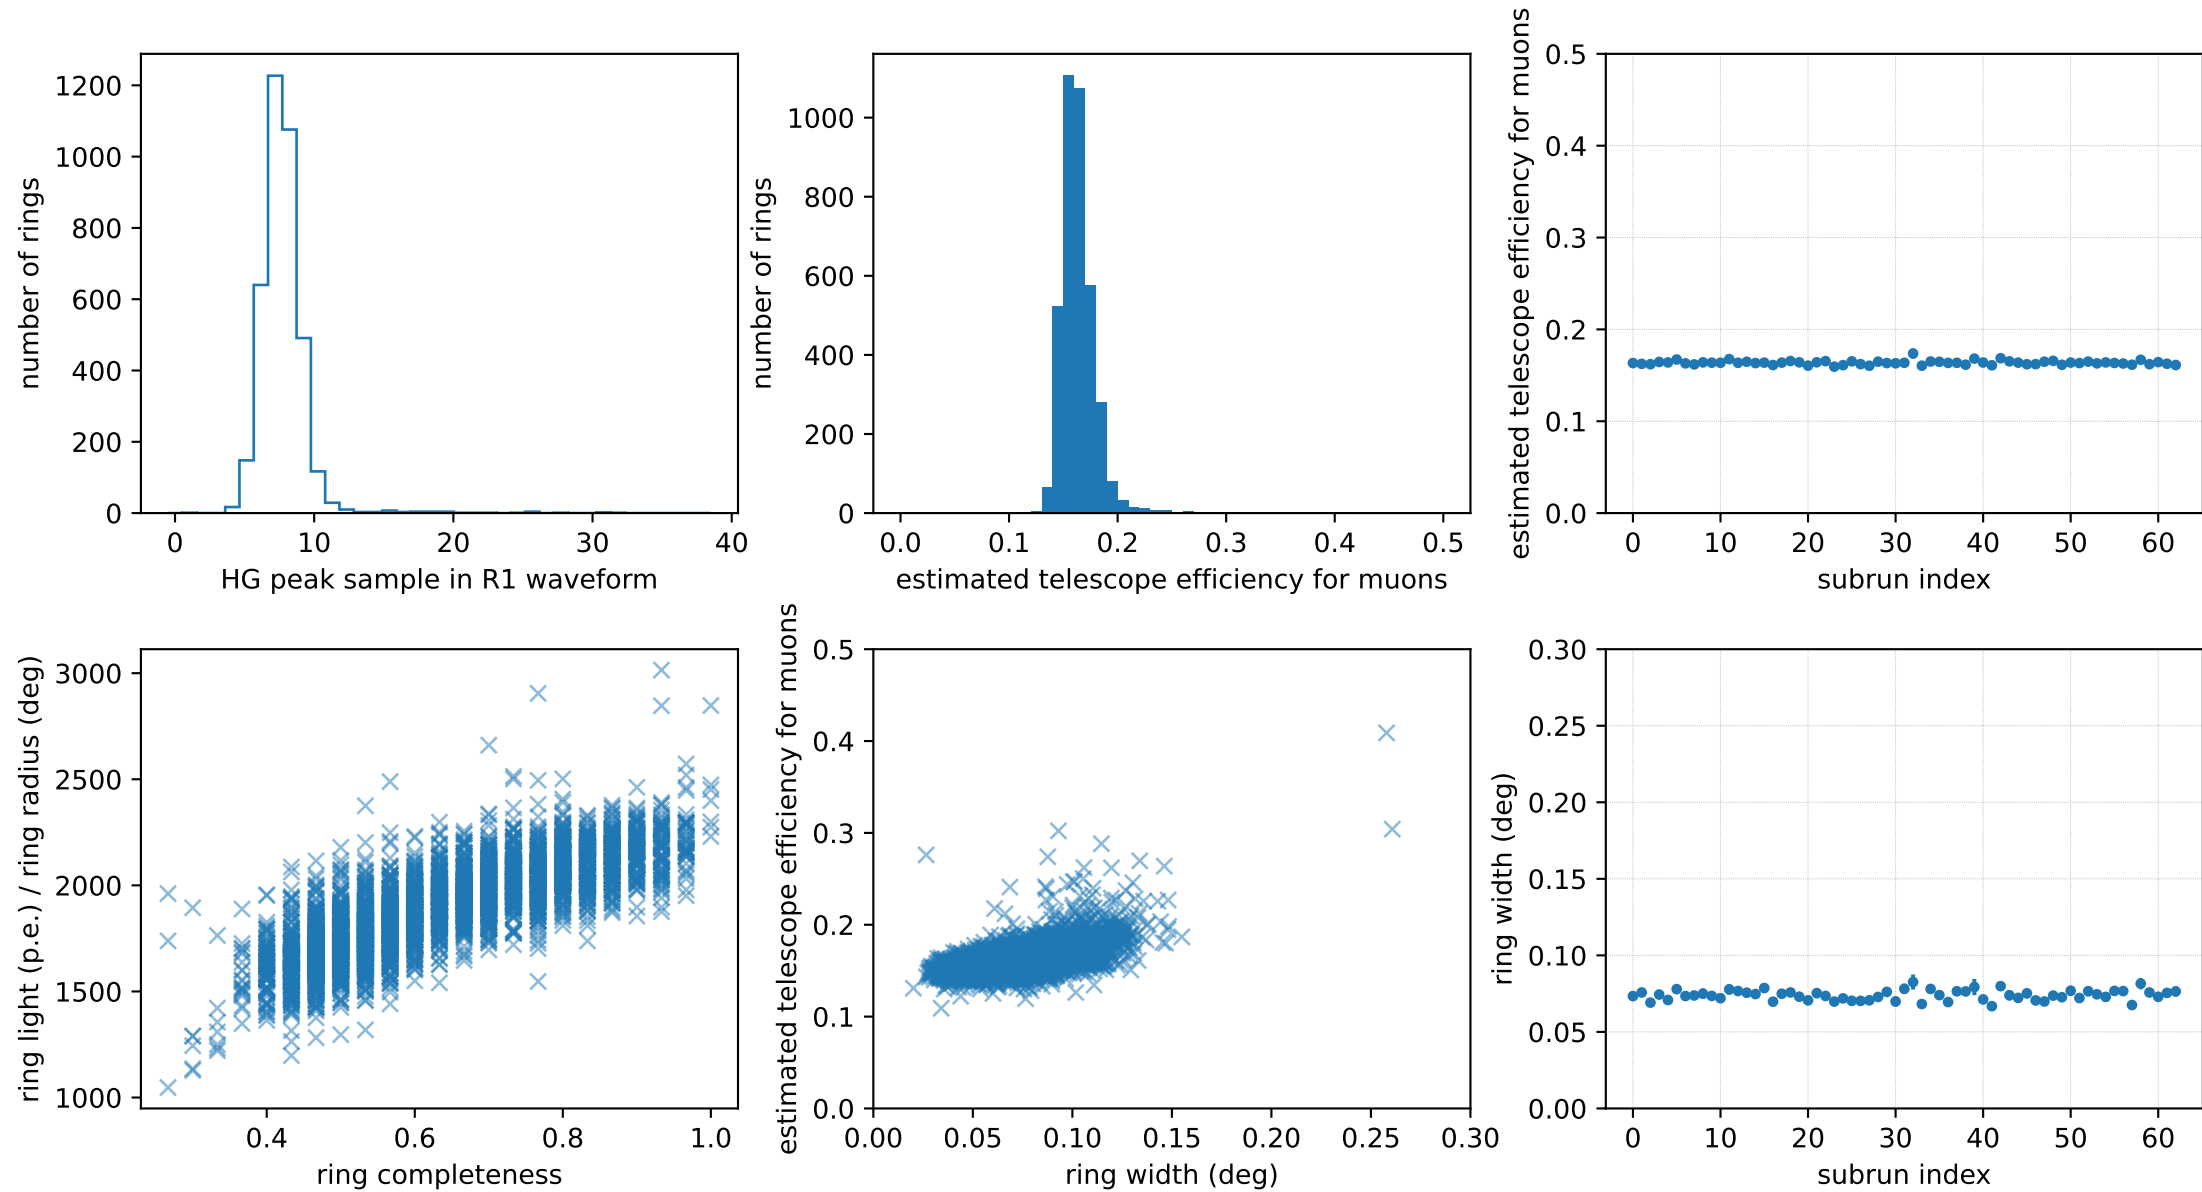 number of rings
1200
1000
800
600
400
200
0
0 10 20 30 40
HG peak sample in R1 waveform
number of rings
1000
800
600
400
200
0
0.0 0.1 0.2 0.3 0.4 0.5
estimated telescope efficiency for muons
estimated telescope efficiency for muons
0.5
0.4
0.3
0.2
0.1
0.0
0 10 20 30 40 50 60
subrun index
ring light (p.e.) / ring radius (deg)
3000
2500
2000
1500
1000
0.4 0.6 0.8 1.0
ring completeness
estimated telescope efficiency for muons
0.5
0.4
0.3
0.2
0.1
0.0
0.00 0.05 0.10 0.15 0.20 0.25 0.30
ring width (deg)
ring width (deg)
0.30
0.25
0.20
0.15
0.10
0.05
0.00
0 10 20 30 40 50 60
subrun index